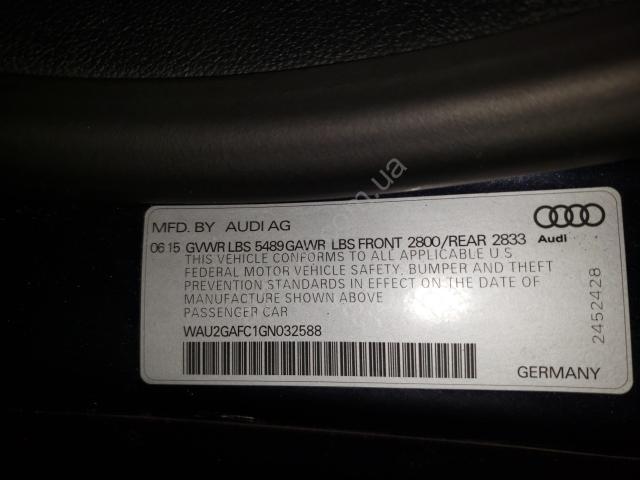 MFD. BY AUDI AG
06 15 GVWR LBS 5489 GAWR LBS FRONT 2800/REAR 2833
Audi
THIS VEHICLE CONFORMS TO ALL APPLICABLE U.S
FEDERAL MOTOR VEHICLE SAFETY, BUMPER AND THEFT
PREVENTION STANDARDS IN EFFECT ON THE DATE OF
MANUFACTURE SHOWN ABOVE
PASSENGER CAR
WAU2GAFC1GN032588
GERMANY
2452428